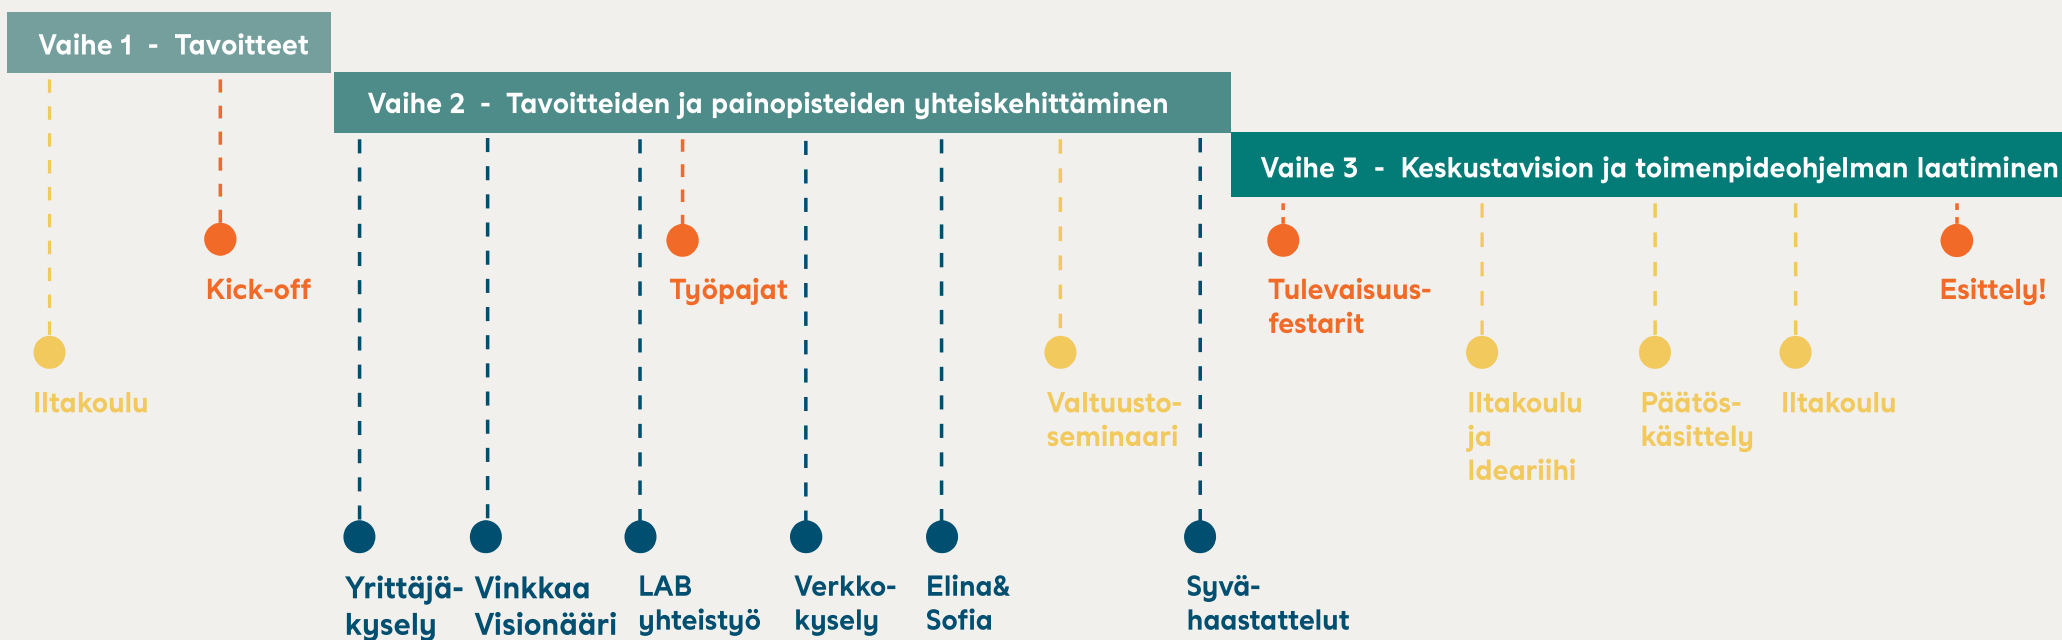 Vaihe 1 - Tavoitteet
Vaihe 2 - Tavoitteiden ja painopisteiden yhteiskehittäminen
Vaihe 3 - Keskustavision ja toimenpideohjelman laatiminen
Kick-off
Työpajat
Tulevaisuus-
festarit
Esittely!
Iltakoulu
Valtuusto-
seminaari
Iltakoulu
ja
Ideariihi
Päätös-
käsittely
Iltakoulu
Yrittäjä-
kysely
Vinkkaa
Visionääri
LAB
yhteistyö
Verkko-
kysely
Elina&
Sofia
Syvä-
haastattelut